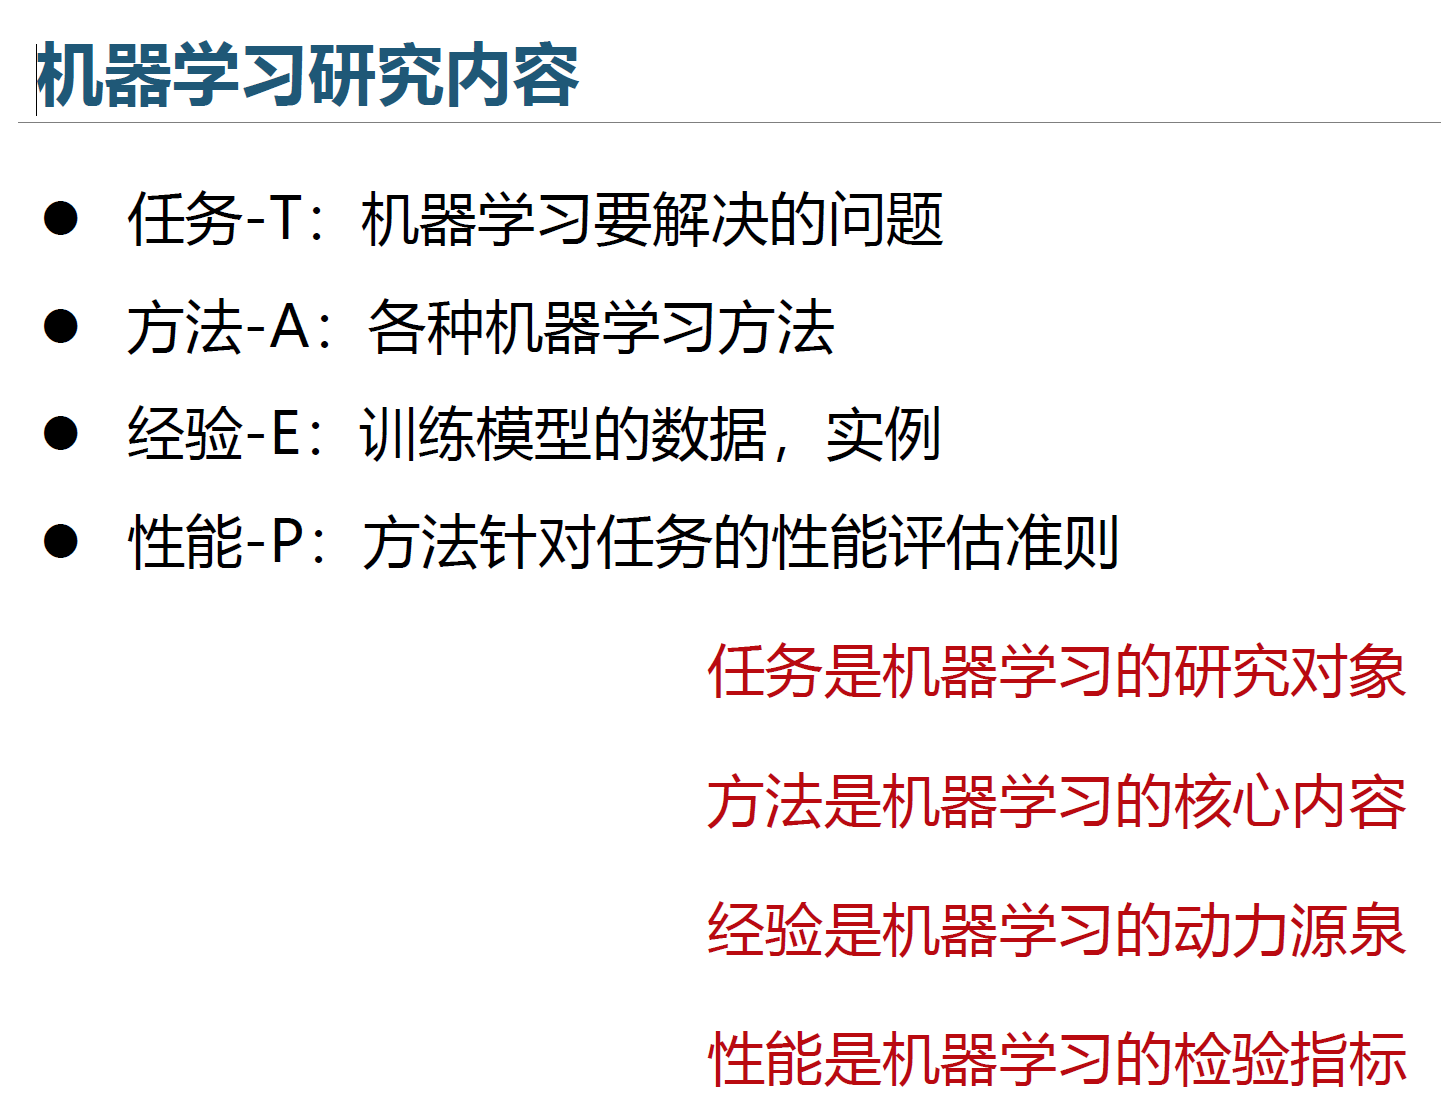 机器学习研究内容
● 任务-T：机器学习要解决的问题
● 方法-A：各种机器学习方法
● 经验-E：训练模型的数据，实例
● 性能-P：方法针对任务的性能评估准则
任务是机器学习的研究对象
方法是机器学习的核心内容
经验是机器学习的动力源泉
性能是机器学习的检验指标